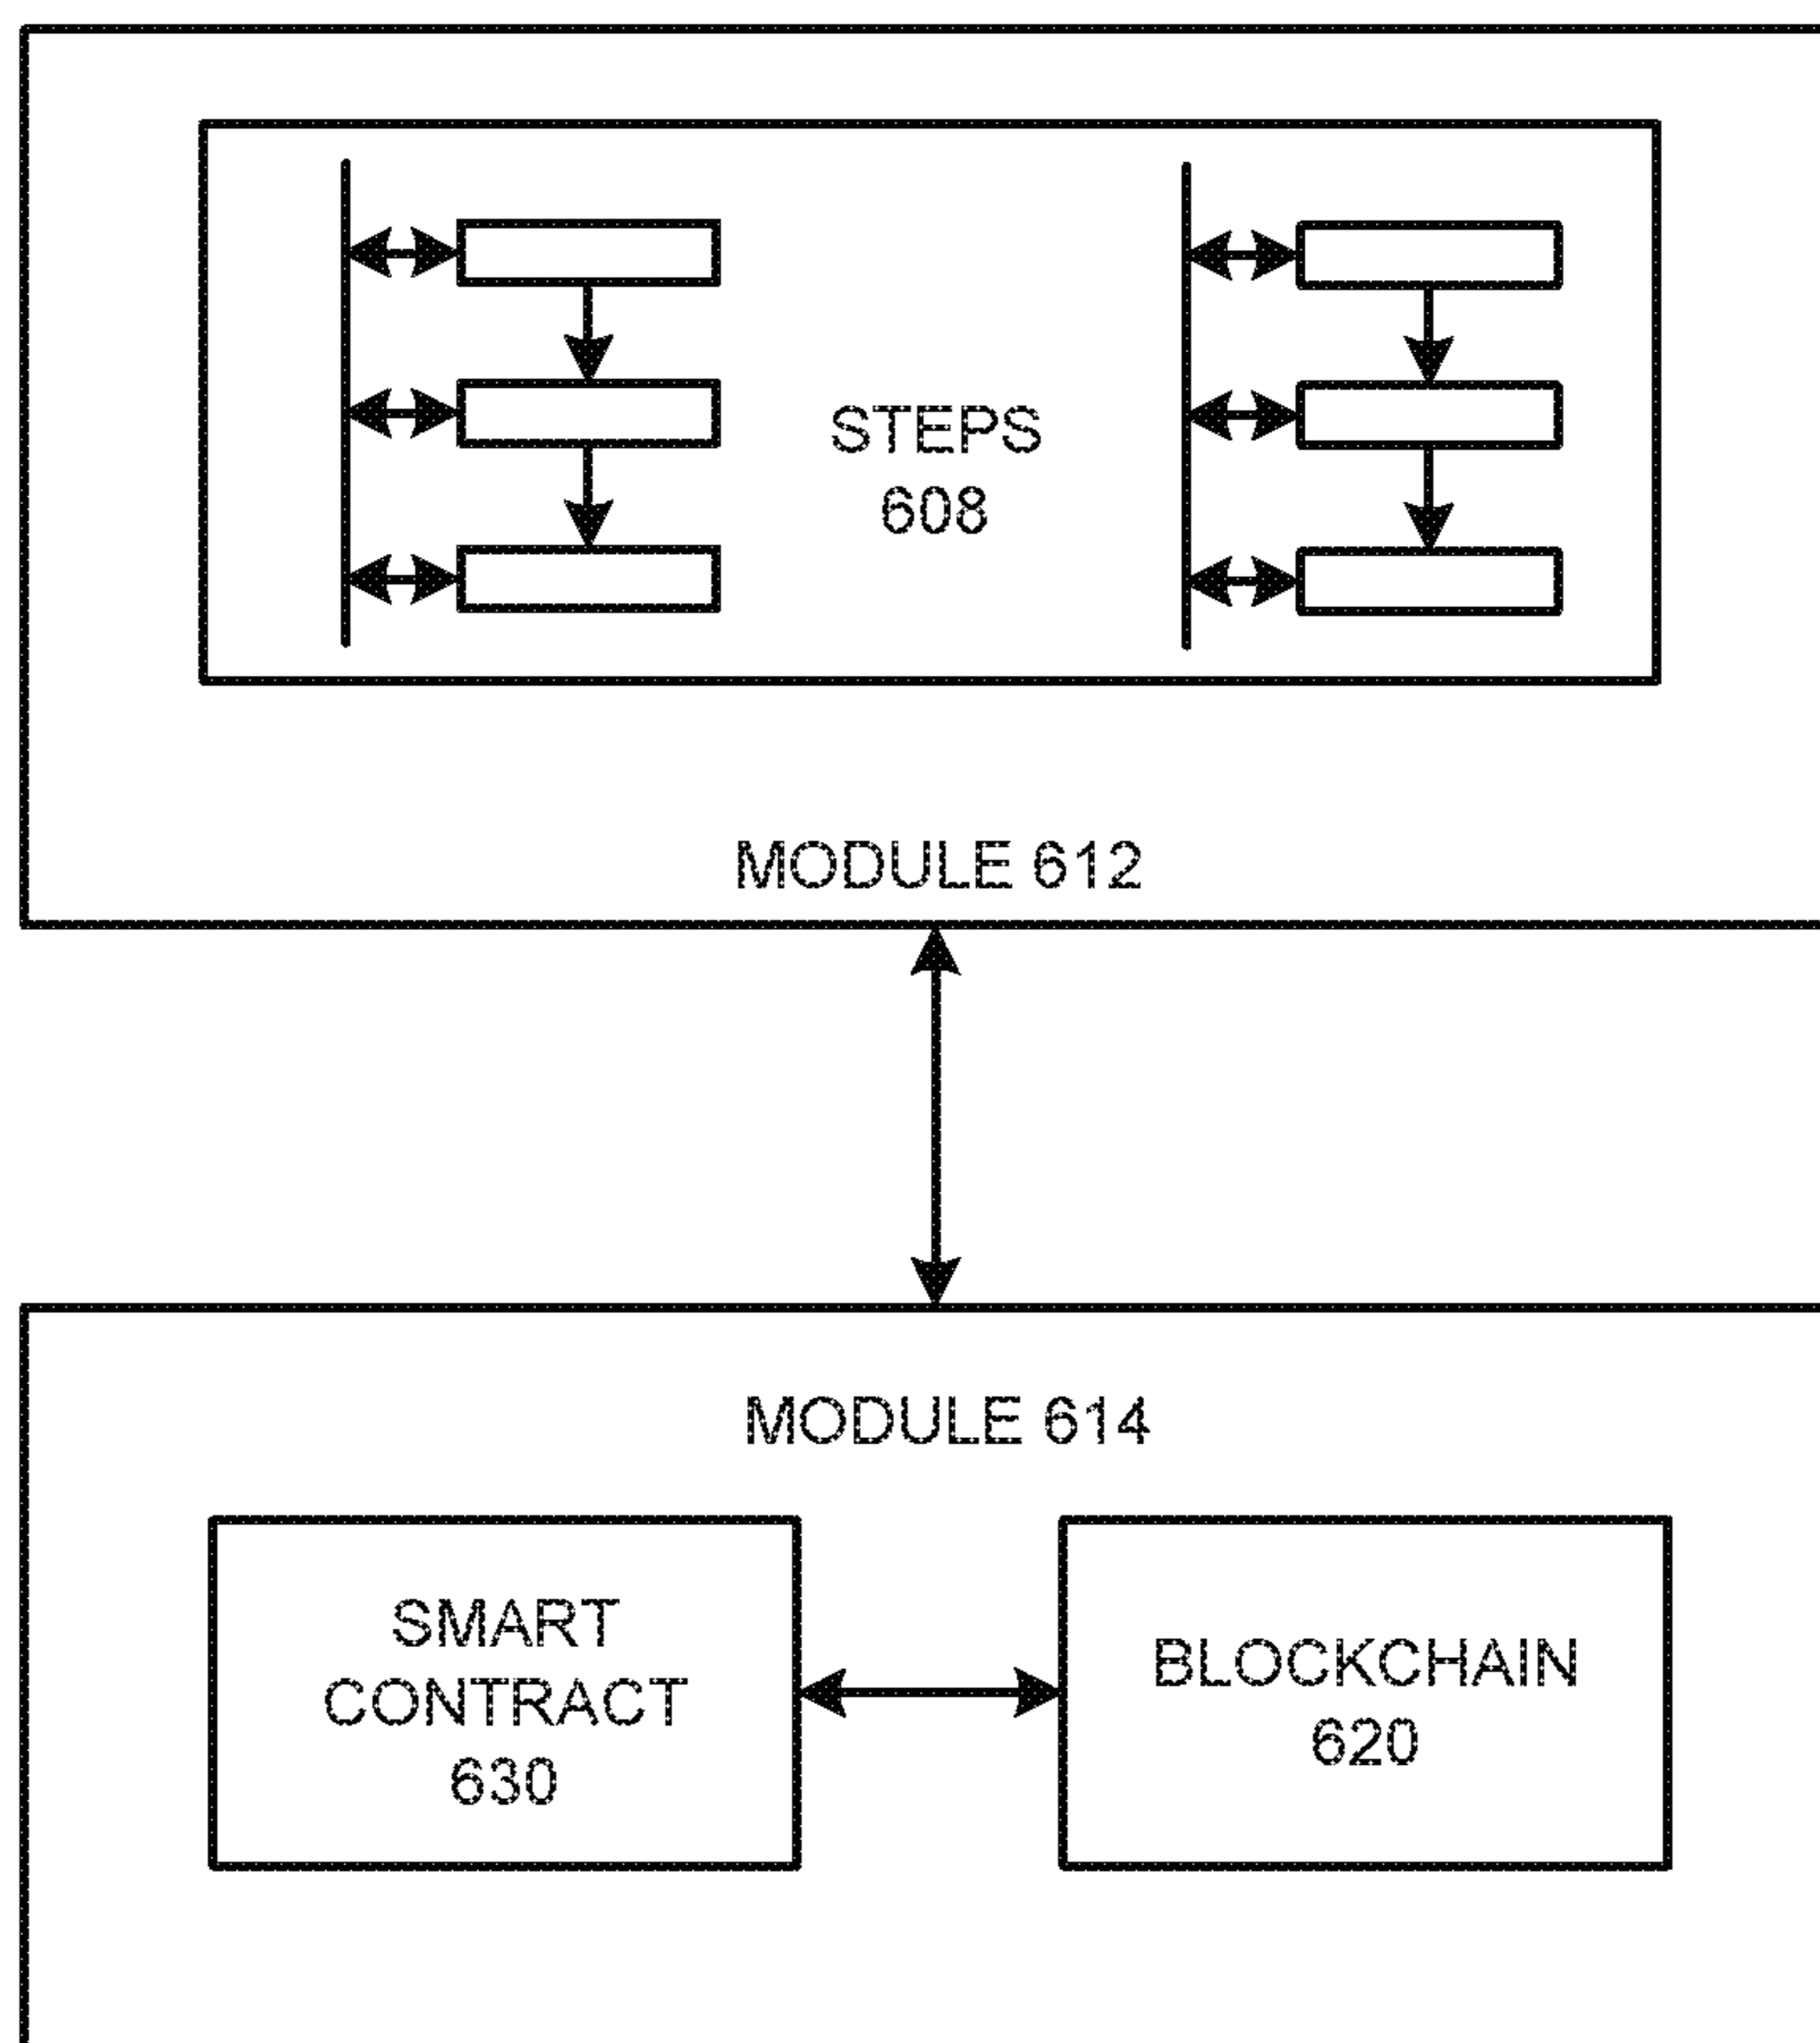 STEPS
608
MODULE 612
MODULE 614
SMART
CONTRACT
630
BLOCKCHAIN
620